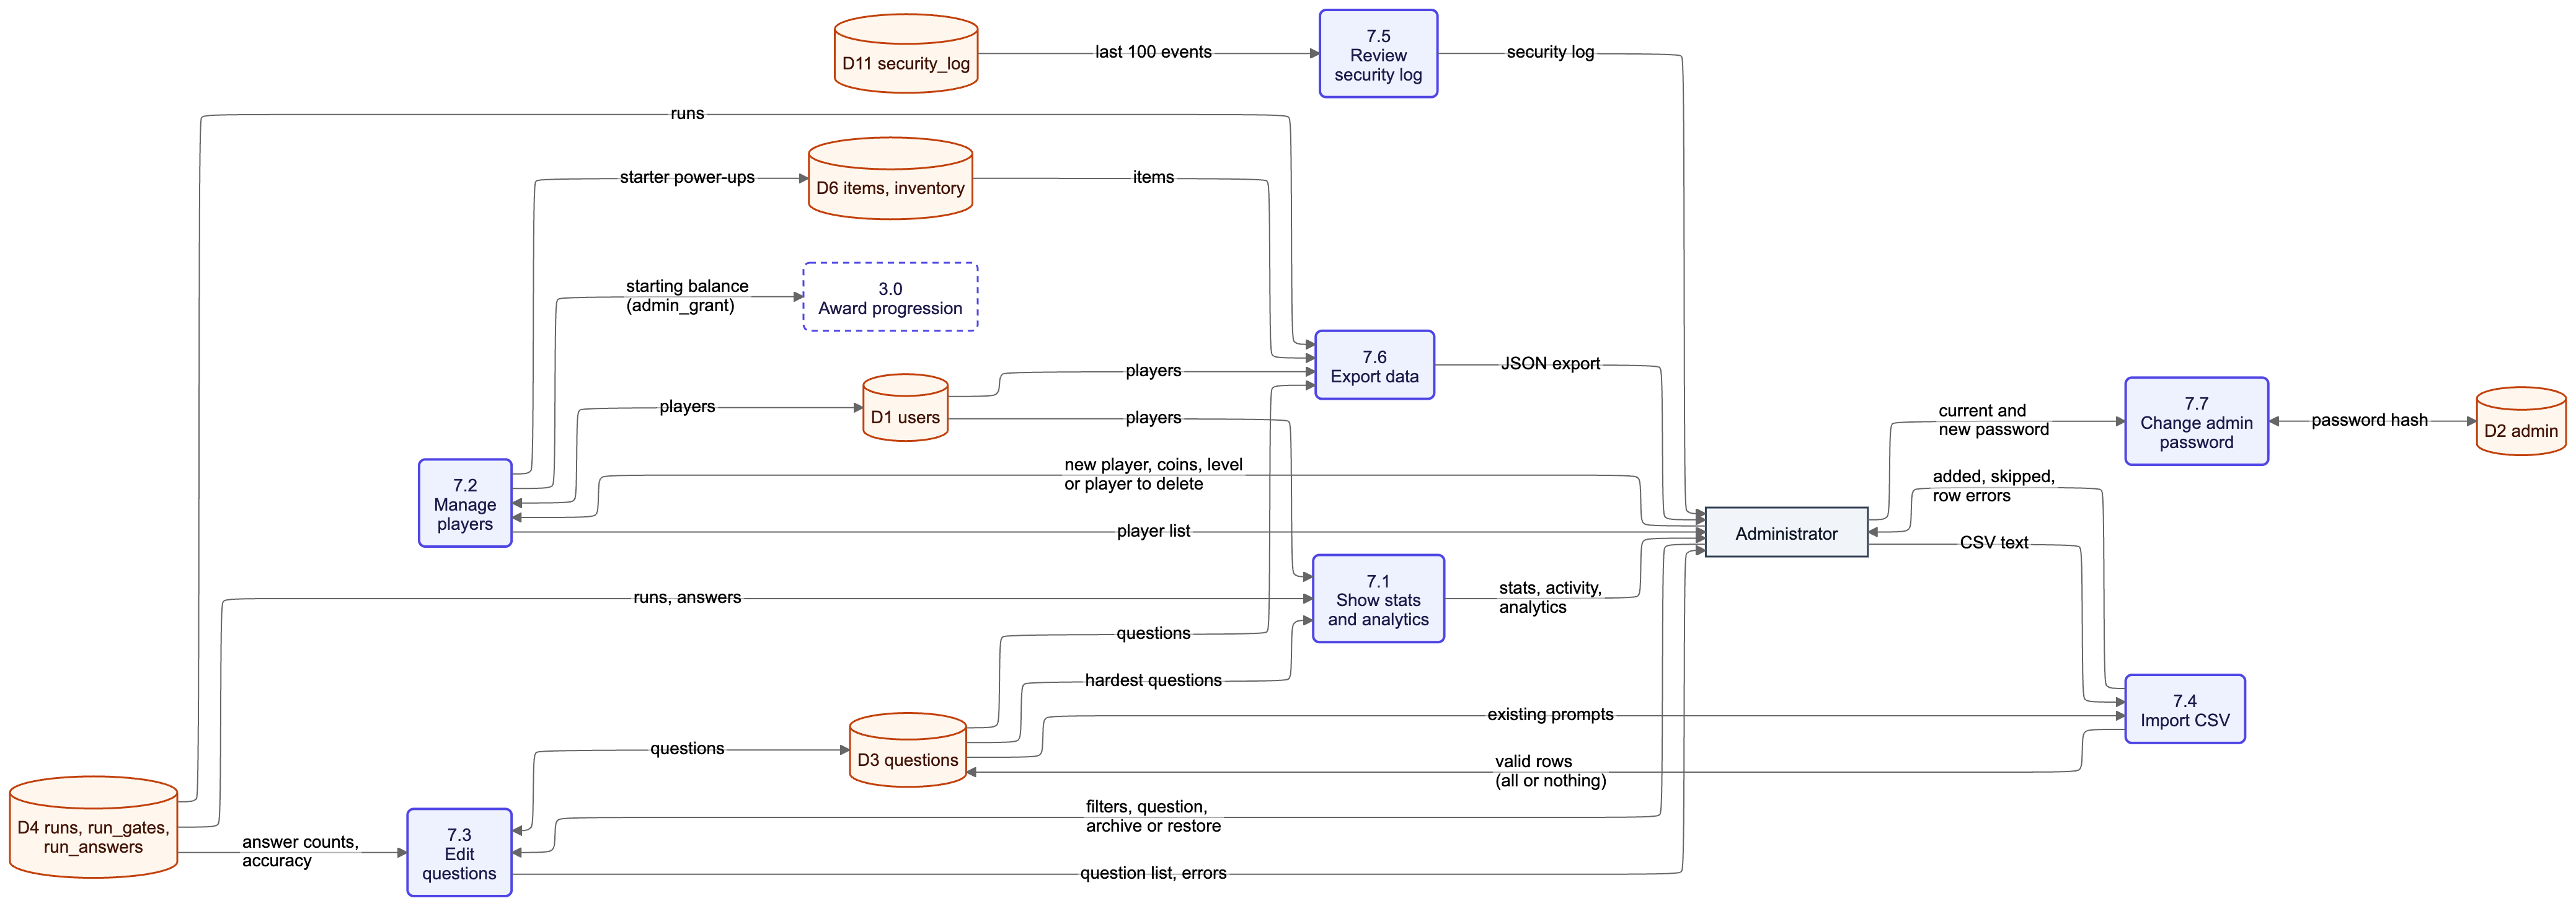 D11 security_log
last 100 events
7.5
Review
security log
security log
runs
starter power-ups
D6 items, inventory
items
starting balance
(admin_grant)
3.0
Award progression
players
D1 users
players
players
7.6
Export data
JSON export
7.2
Manage
players
new player, coins, level
or player to delete
player list
Administrator
current and
new password
7.7
Change admin
password
password hash
D2 admin
added, skipped,
row errors
CSV text
runs, answers
7.1
Show stats
and analytics
stats, activity,
analytics
questions
hardest questions
existing prompts
7.4
Import CSV
questions
D3 questions
valid rows
(all or nothing)
D4 runs, run_gates,
run_answers
answer counts,
accuracy
7.3
Edit
questions
filters, question,
archive or restore
question list, errors